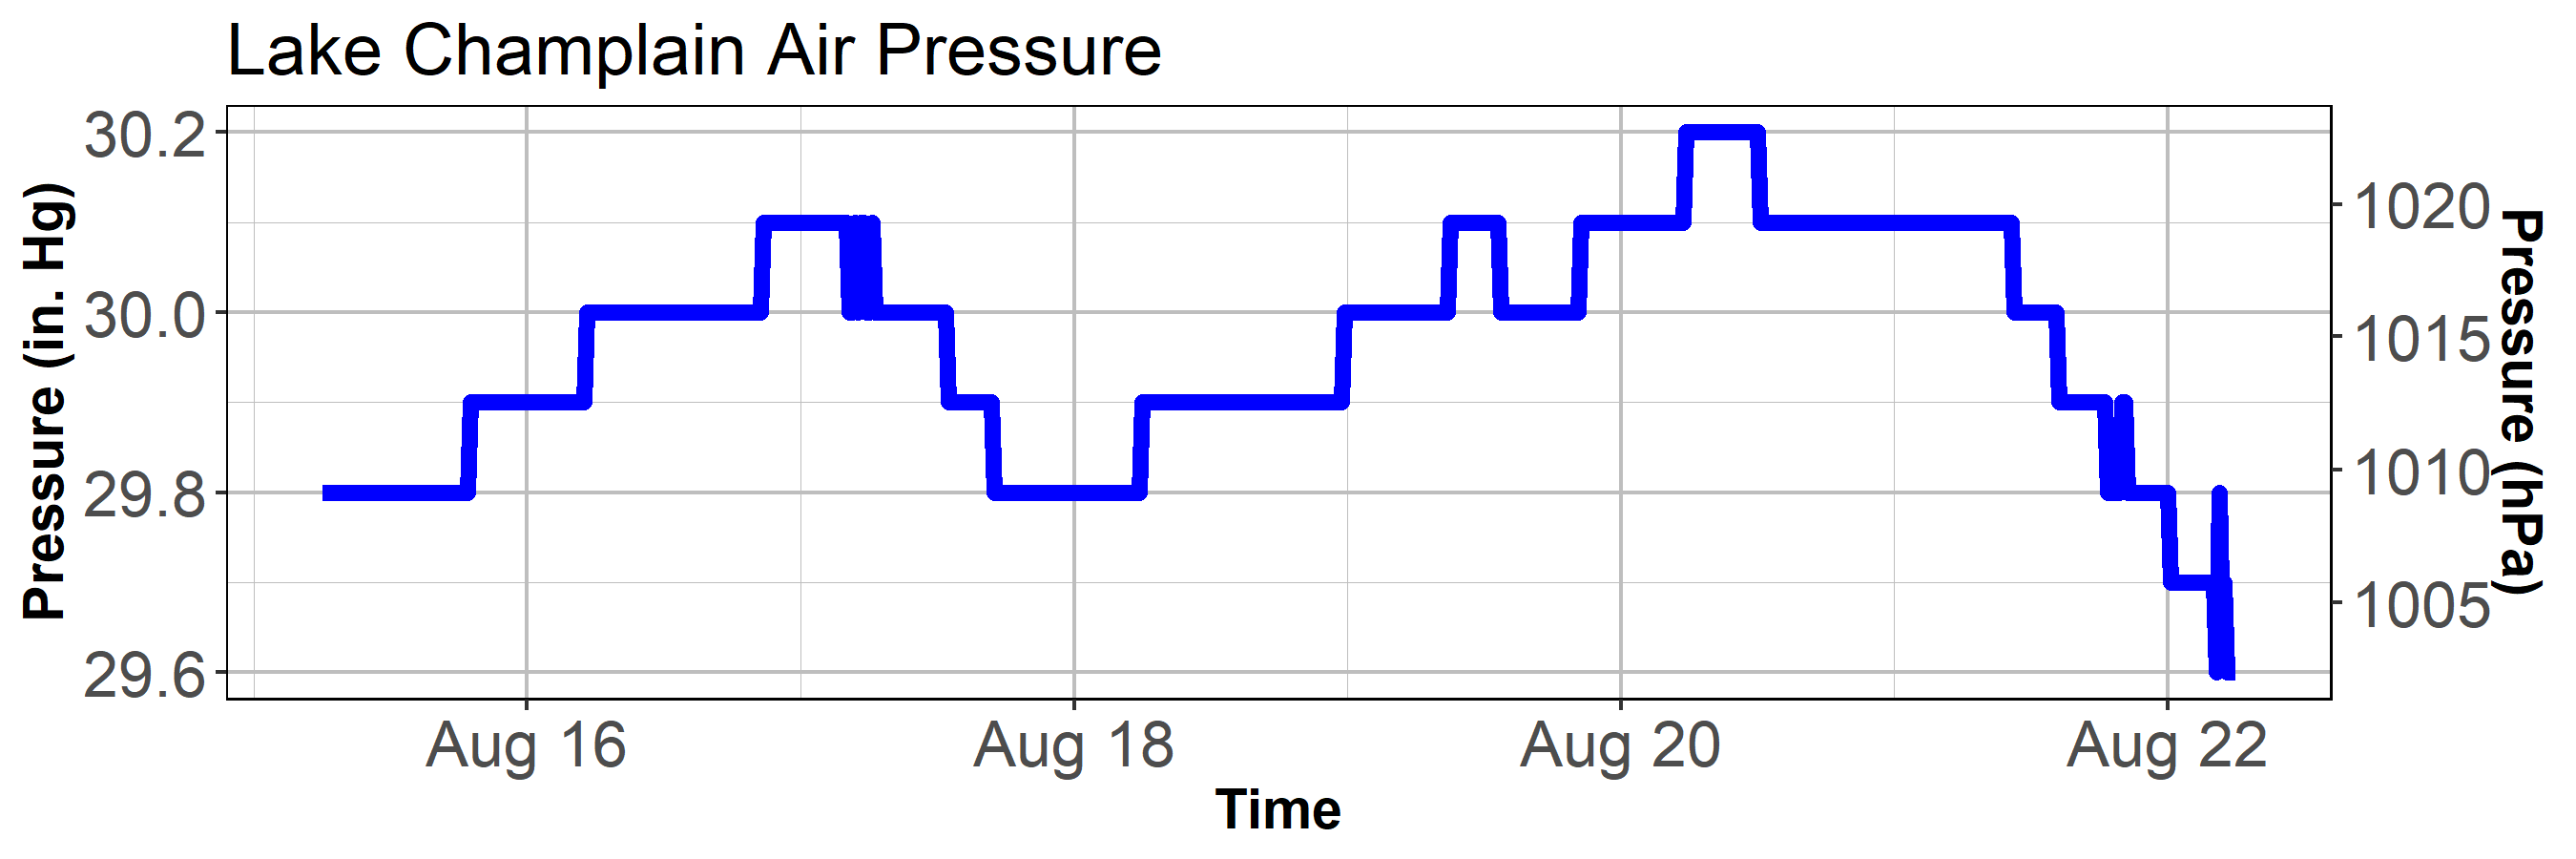 Lake Champlain Air Pressure
Pressure (in. Hg)
30.2
30.0
29.8
29.6
1020
1015
1010
1005
Pressure (hPa)
Aug 16 Aug 18 Aug 20 Aug 22
Time